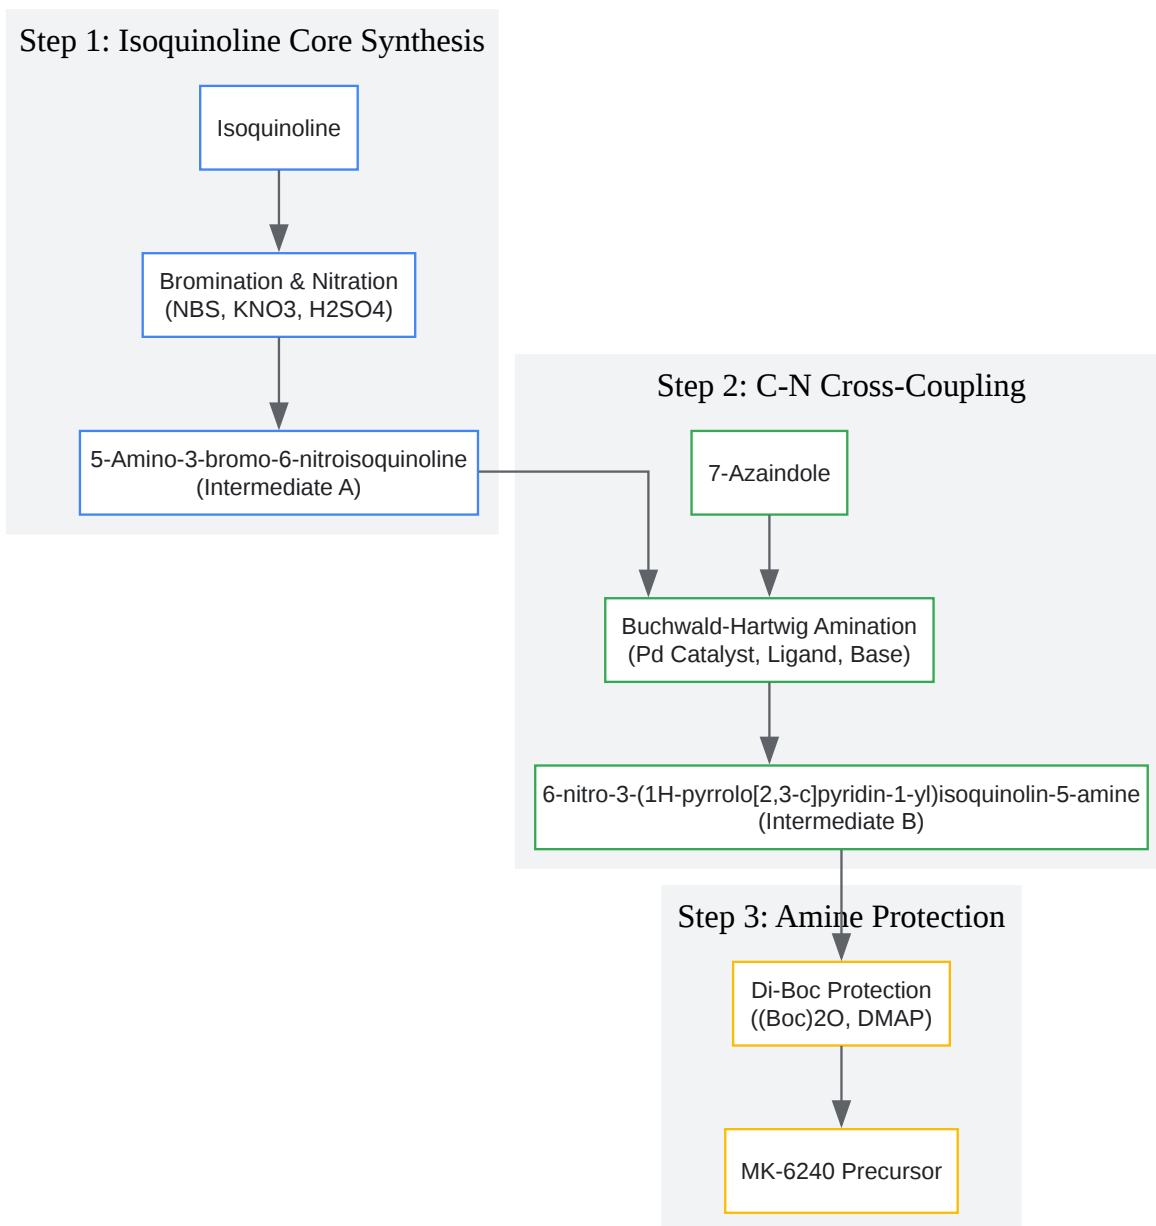 Step 1: Isoquinoline Core Synthesis
Isoquinoline
Bromination & Nitration
(NBS, KNO3, H2SO4)
5-Amino-3-bromo-6-nitroisoquinoline
(Intermediate A)
Step 2: C-N Cross-Coupling
7-Azaindole
Buchwald-Hartwig Amination
(Pd Catalyst, Ligand, Base)
6-nitro-3-(1H-pyrrolo[2,3-c]pyridin-1-yl)isoquinolin-5-amine
(Intermediate B)
Step 3: Amine Protection
Di-Boc Protection
((Boc)2O, DMAP)
MK-6240 Precursor